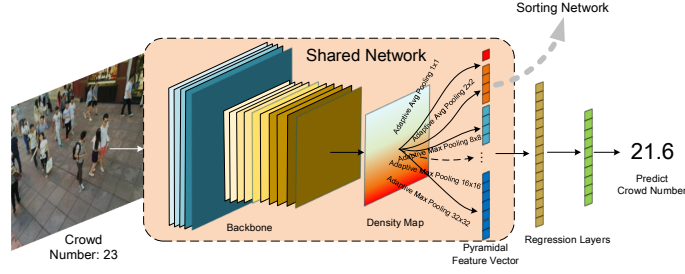 Sorting Network
Shared Network
Adaptive Avg Pooling 1x1
Adaptive Avg Pooling 2x2
Adaptive Max Pooling 8x8
Adaptive Max Pooling 16x16
Adaptive Max Pooling 32x32
...
21.6
Predict
Crowd Number
Crowd
Number: 23
Backbone
Density Map
Pyramidal
Feature Vector
Regression Layers